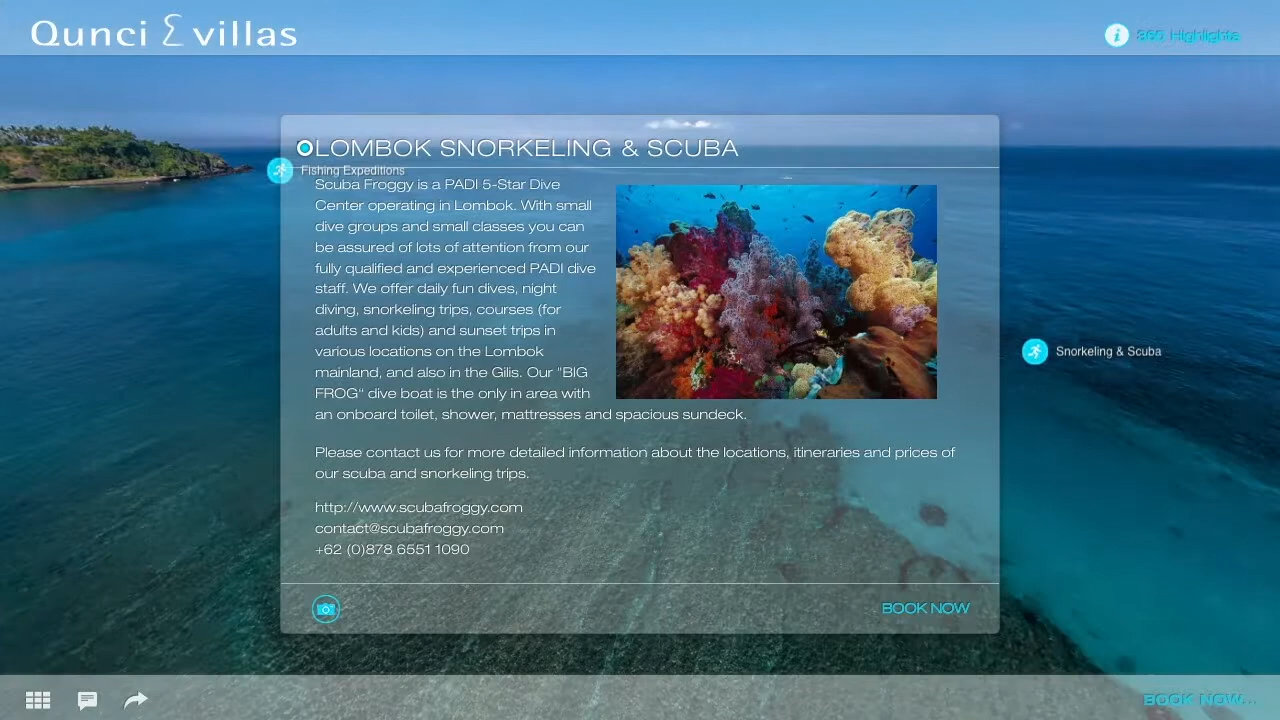 Qunci villas
360 Highlights
LOMBOK SNORKELING & SCUBA
Fishing Expeditions
Scuba Froggy is a PADI 5-Star Dive
Center operating in Lombok. With small
dive groups and small classes you can
be assured of lots of attention from our
fully qualified and experienced PADI dive
staff. We offer daily fun dives, night
diving, snorkeling trips, courses (for
adults and kids) and sunset trips in
various locations on the Lombok
mainland, and also in the Gilis. Our "BIG
FROG" dive boat is the only in area with
an onboard toilet, shower, mattresses and spacious sundeck.
Snorkeling & Scuba
Please contact us for more detailed information about the locations, itineraries and prices of
our scuba and snorkeling trips.
http://www.scubafroggy.com
contact@scubafroggy.com
+62 (0)878 6551 1090
BOOK NOW
BOOK NOW...